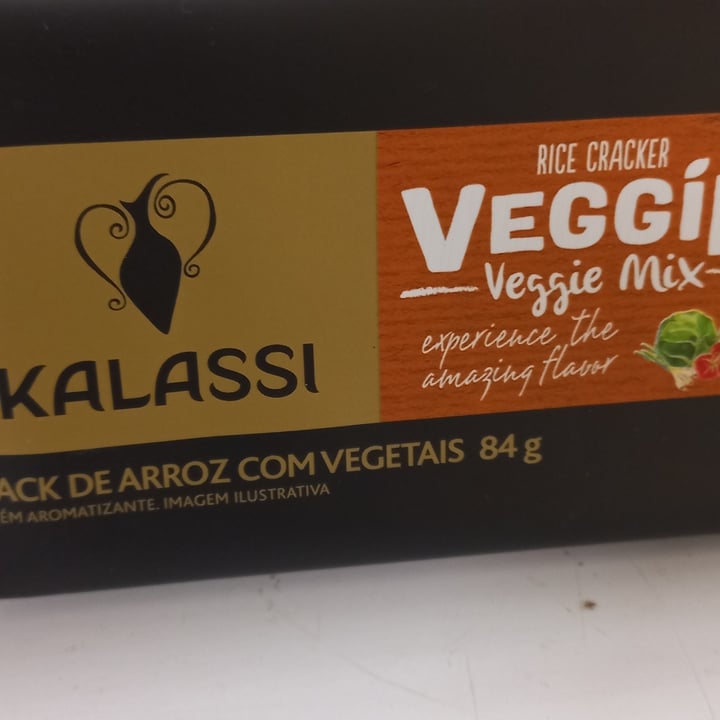 KALASSI
RICE CRACKER
VEGGI
Veggie Mix
experience the
amazing flavor
ACK DE ARROZ COM VEGETAIS 84 g
ÉM AROMATIZANTE. IMAGEM ILUSTRATIVA